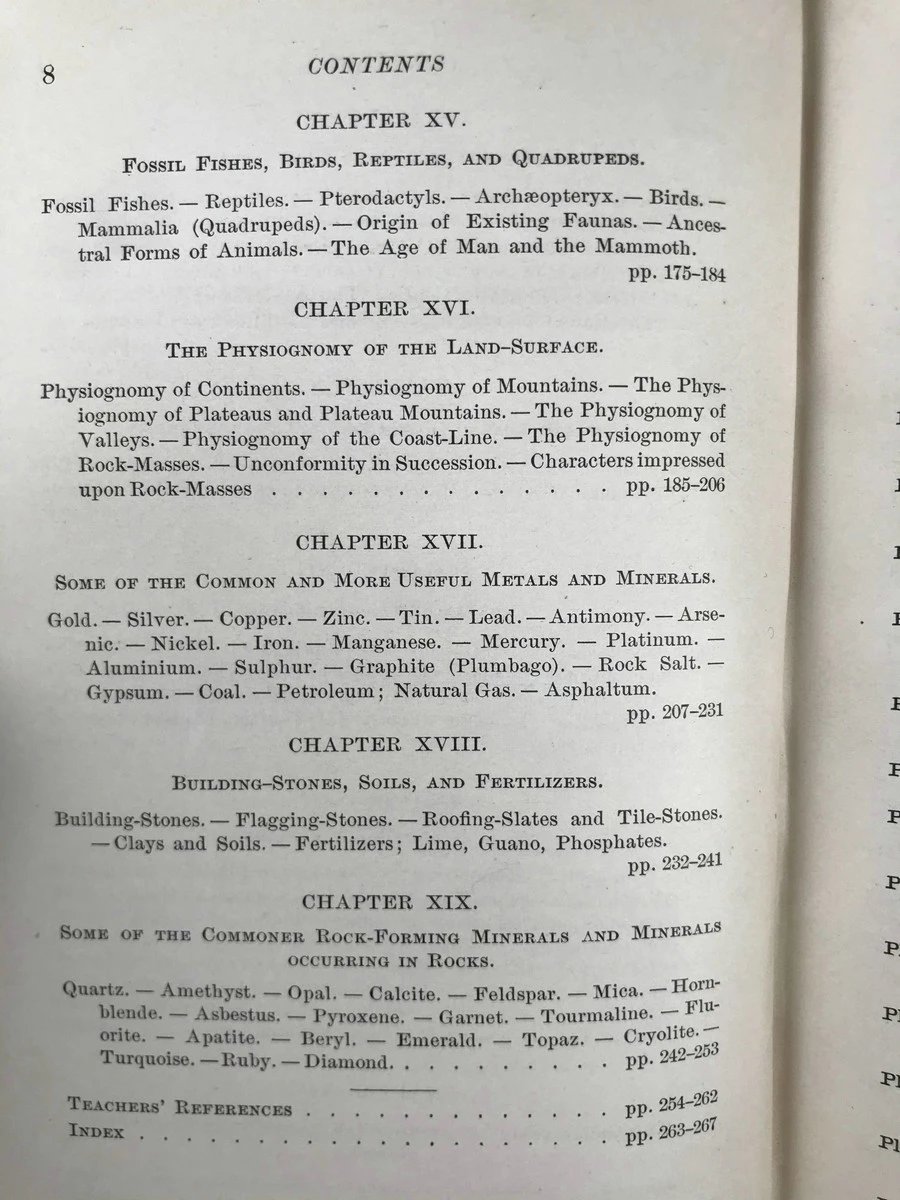 8
CONTENTS
CHAPTER XV.
FOSSIL FISHES, BIRDS, REPTILES, AND QUADRUPEDS.
Fossil Fishes. — Reptiles. — Pterodactyls. — Archæopteryx. — Birds. —
Mammalia (Quadrupeds). — Origin of Existing Faunas. — Ances-
tral Forms of Animals. — The Age of Man and the Mammoth.
pp. 175–184
CHAPTER XVI.
THE PHYSIOGNOMY OF THE LAND–SURFACE.
Physiognomy of Continents. — Physiognomy of Mountains. — The Phys-
iognomy of Plateaus and Plateau Mountains. — The Physiognomy of
Valleys. — Physiognomy of the Coast-Line. — The Physiognomy of
Rock-Masses. — Unconformity in Succession. — Characters impressed
upon Rock-Masses . . . . . . . . . . . . . . pp. 185–206
CHAPTER XVII.
SOME OF THE COMMON AND MORE USEFUL METALS AND MINERALS.
Gold. — Silver. — Copper. — Zinc. — Tin. — Lead. — Antimony. — Arse-
nic. — Nickel. — Iron. — Manganese. — Mercury. — Platinum. —
Aluminium. — Sulphur. — Graphite (Plumbago). — Rock Salt. —
Gypsum. — Coal. — Petroleum; Natural Gas. — Asphaltum.
pp. 207–231
CHAPTER XVIII.
BUILDING–STONES, SOILS, AND FERTILIZERS.
Building-Stones. — Flagging-Stones. — Roofing-Slates and Tile-Stones.
— Clays and Soils. — Fertilizers; Lime, Guano, Phosphates.
pp. 232–241
CHAPTER XIX.
SOME OF THE COMMONER ROCK-FORMING MINERALS AND MINERALS
OCCURRING IN ROCKS.
Quartz. — Amethyst. — Opal. — Calcite. — Feldspar. — Mica. — Horn-
blende. — Asbestus. — Pyroxene. — Garnet. — Tourmaline. — Flu-
orite. — Apatite. — Beryl. — Emerald. — Topaz. — Cryolite. —
Turquoise. — Ruby. — Diamond. . . . . . . . . . pp. 242–253
TEACHERS' REFERENCES . . . . . . . . . . . . . pp. 254–262
INDEX . . . . . . . . . . . . . . . . . . . . pp. 263–267